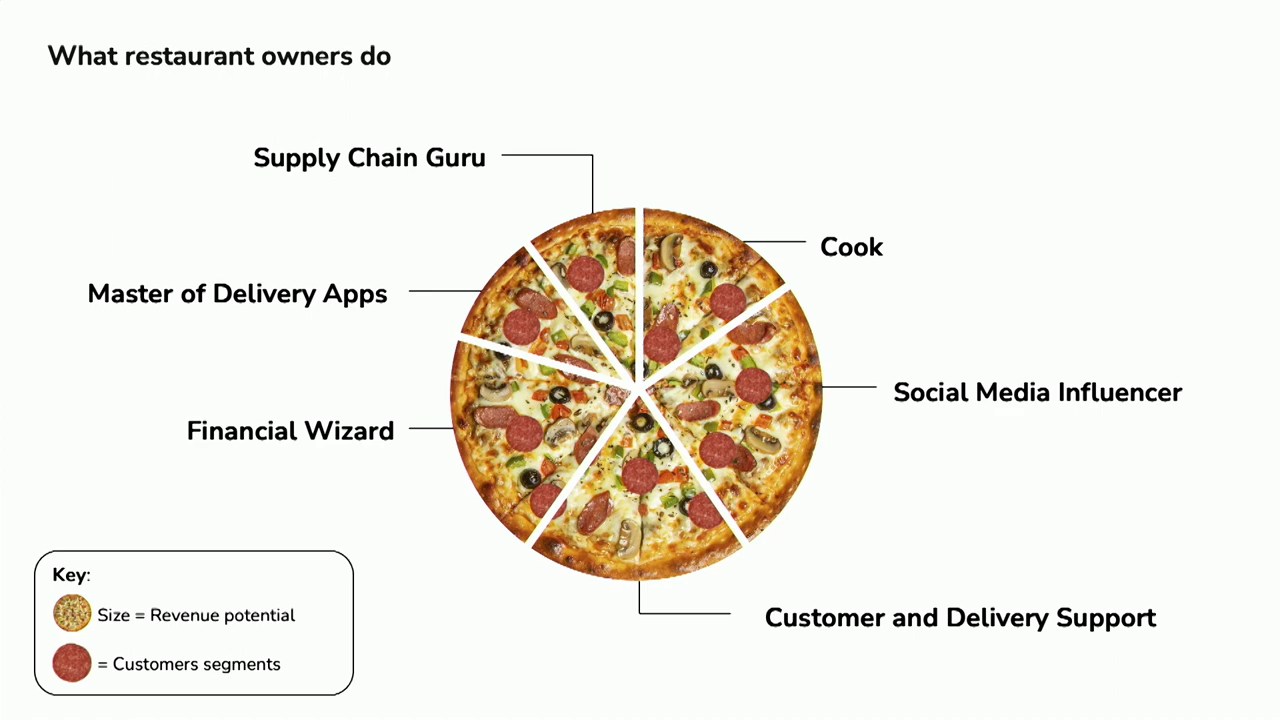 What restaurant owners do
Supply Chain Guru
Cook
Master of Delivery Apps
Social Media Influencer
Financial Wizard
Customer and Delivery Support
Key:
Size = Revenue potential
= Customers segments